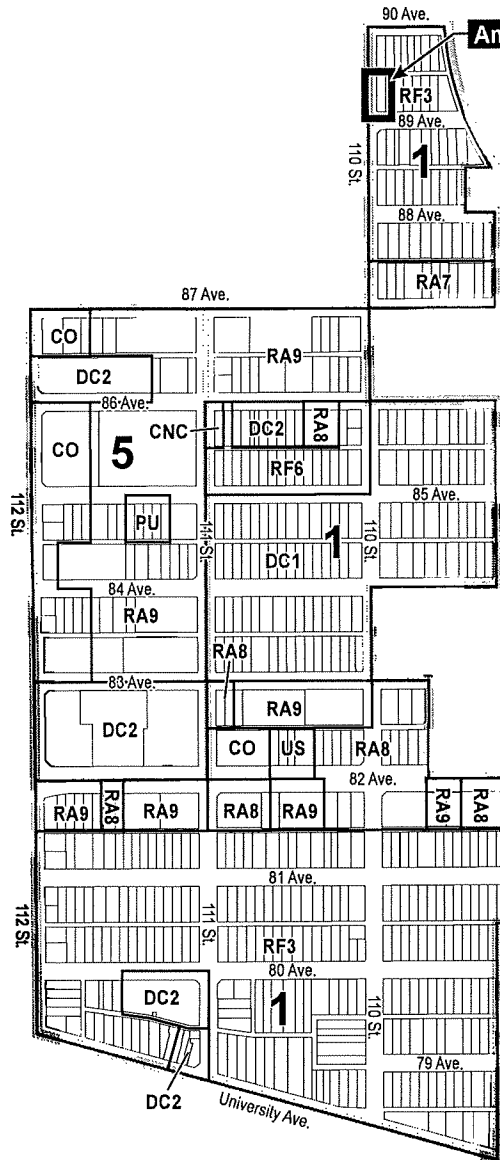 90 Ave.
Am
RF3
89 Ave.
110 St.
1
88 Ave.
RA7
87 Ave.
CO
RA9
DC2
86 Ave.
CNC
DC2
RA8
CO
5
RF6
112 St.
PU
111 St.
1
110 St.
85 Ave.
DC1
84 Ave.
RA9
RA8
83 Ave.
RA9
DC2
CO
US
RA8
82 Ave.
RA9
RA8
RA9
RA8
RA9
RA9
RA8
81 Ave.
112 St.
111 St.
RF3
80 Ave.
DC2
1
110 St.
79 Ave.
DC2
University Ave.